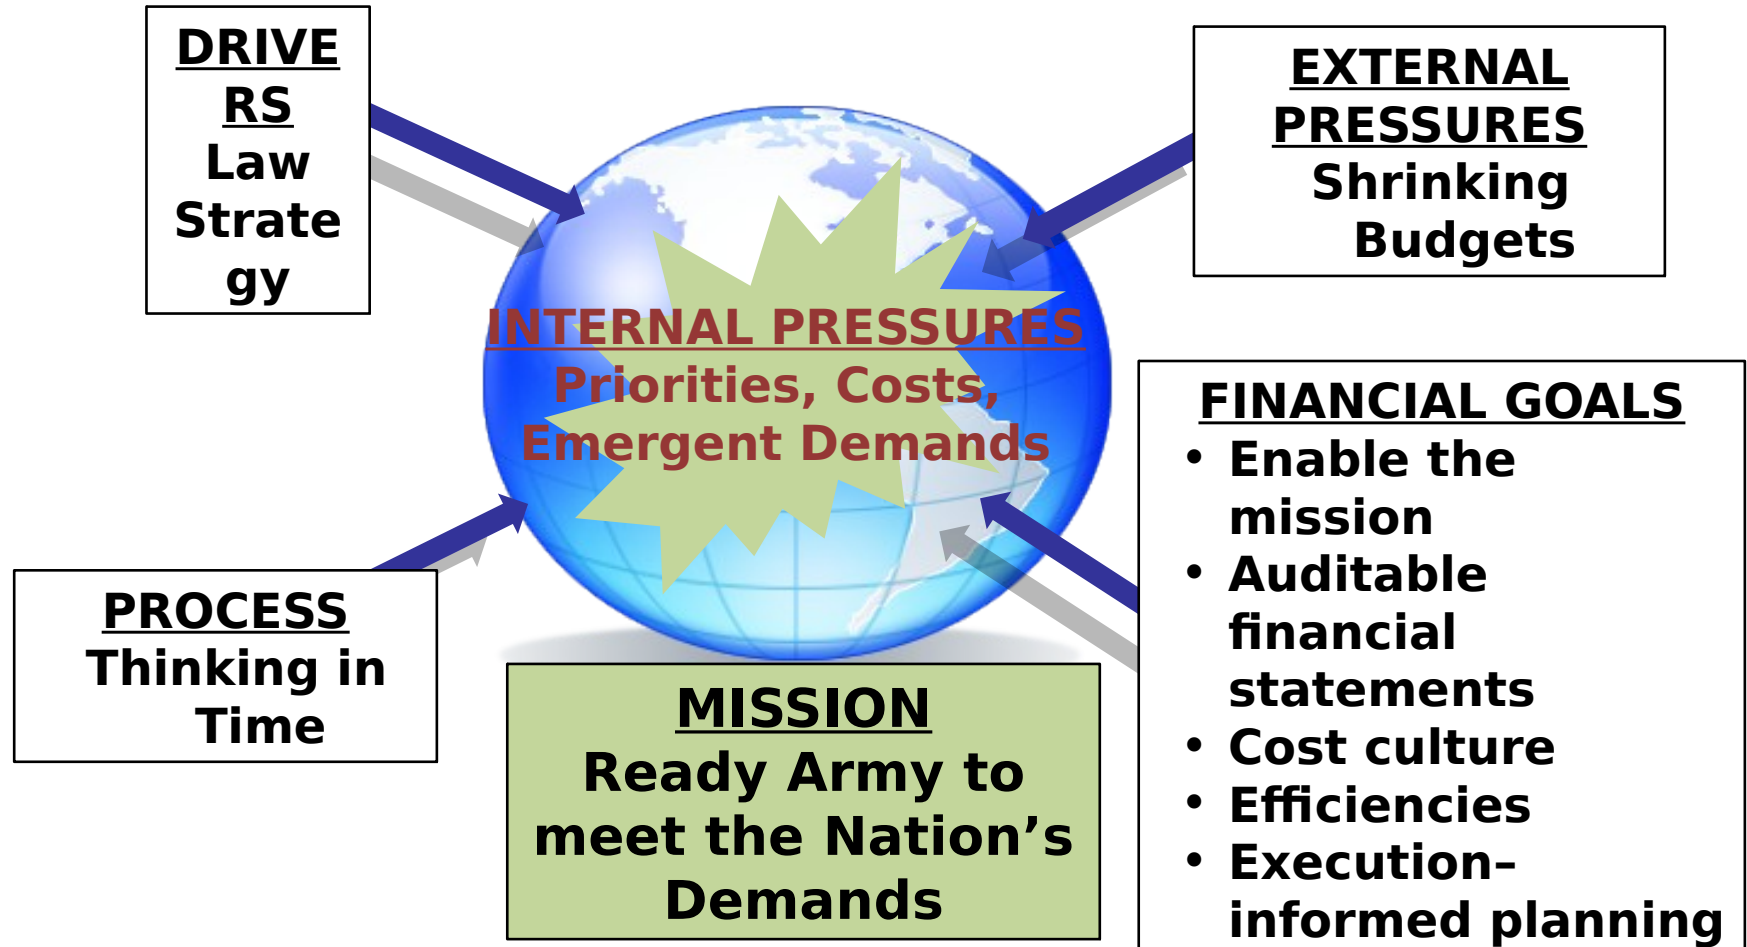 DRIVE
RS
Law
Strate
gy
EXTERNAL
PRESSURES
Shrinking
Budgets
INTERNAL PRESSURES
Priorities, Costs,
Emergent Demands
FINANCIAL GOALS
• Enable the
mission
• Auditable
financial
statements
• Cost culture
• Efficiencies
• Execution–
informed planning
PROCESS
Thinking in
Time
MISSION
Ready Army to
meet the Nation’s
Demands